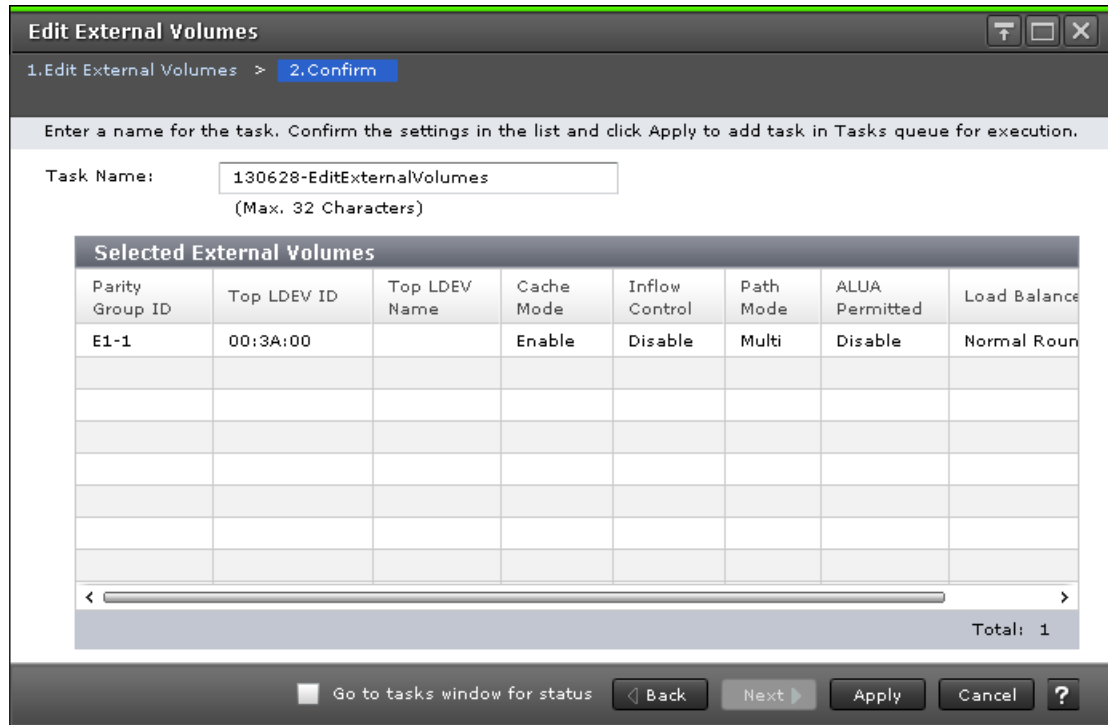 Edit External Volumes
1.Edit External Volumes > 2.Confirm
Enter a name for the task. Confirm the settings in the list and click Apply to add task in Tasks queue for execution.
Task Name: 130628-EditExternalVolumes
(Max. 32 Characters)
Selected External Volumes
Parity Group ID Top LDEV ID Top LDEV Name Cache Mode Inflow Control Path Mode ALUA Permitted Load Balance
E1-1 00:3A:00 Enable Disable Multi Disable Normal Roun
Total: 1
Go to tasks window for status Back Next Apply Cancel ?